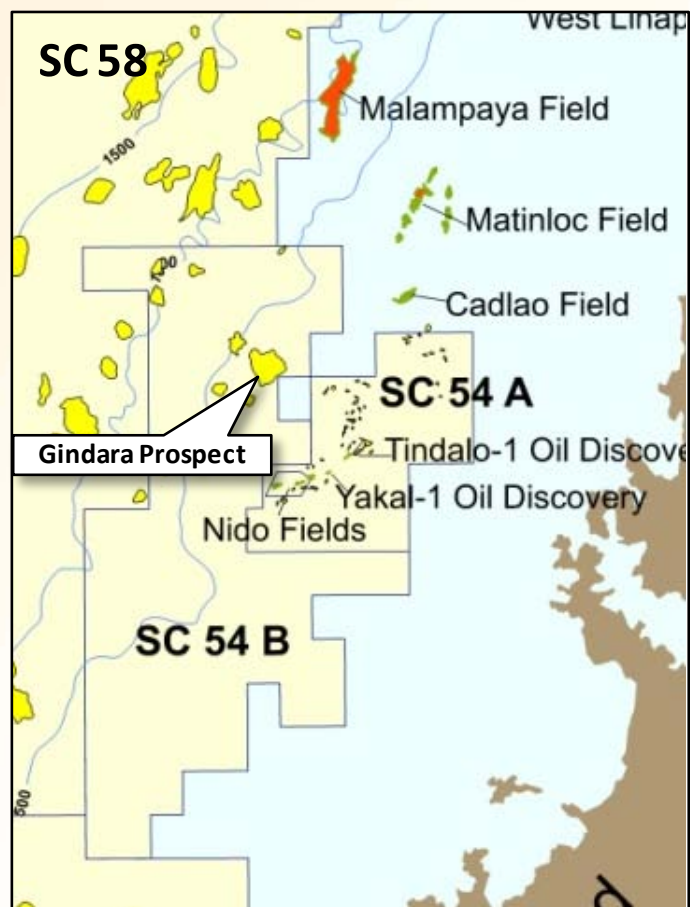 West Linap
SC 58
Malampaya Field
1500
Matinloc Field
Cadlao Field
SC 54 A
Gindara Prospect
Tindalo-1 Oil Discove
Yakal-1 Oil Discovery
Nido Fields
SC 54 B
500
d